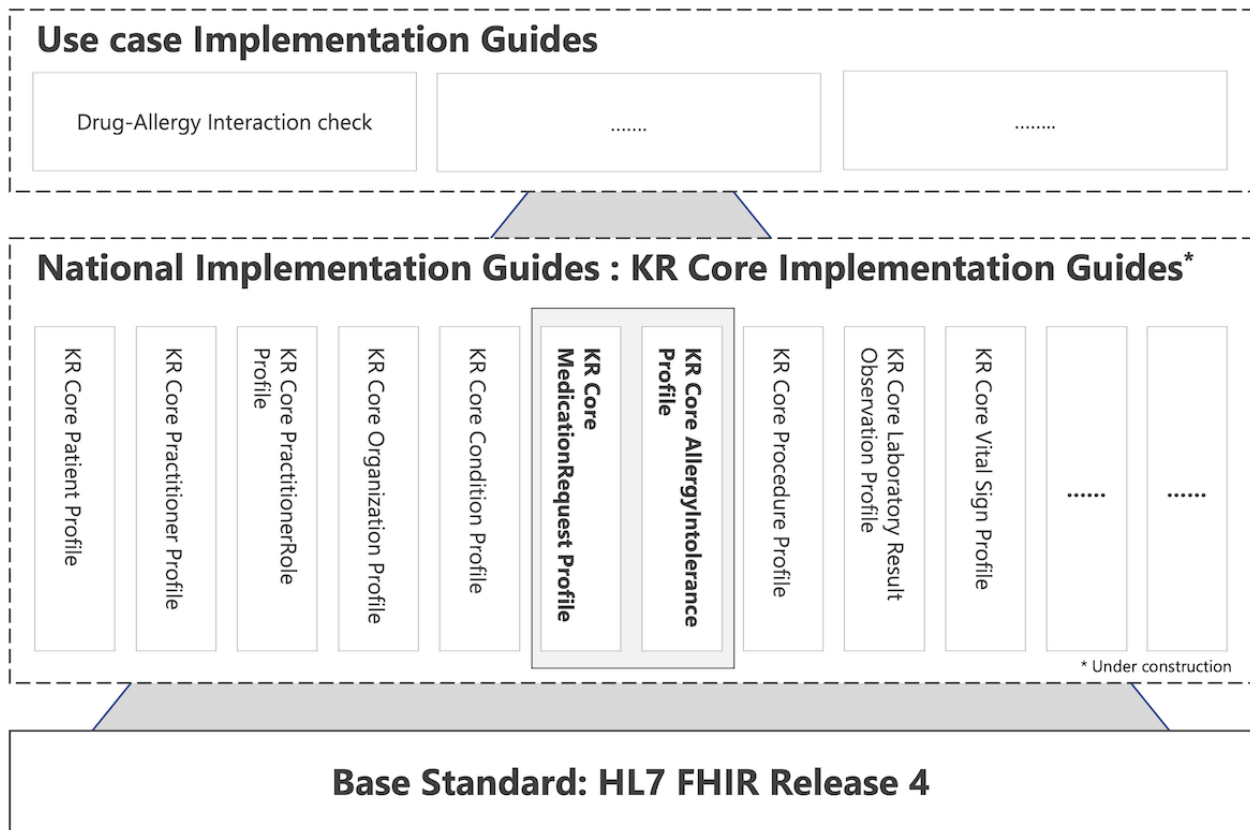 Use case Implementation Guides
Drug-Allergy Interaction check
.......
........
National Implementation Guides : KR Core Implementation Guides*
KR Core Patient Profile
KR Core Practitioner Profile
KR Core PractitionerRole
Profile
KR Core Organization Profile
KR Core Condition Profile
KR Core
MedicationRequest Profile
KR Core AllergyIntolerance
Profile
KR Core Procedure Profile
KR Core Laboratory Result
Observation Profile
KR Core Vital Sign Profile
......
......
* Under construction
Base Standard: HL7 FHIR Release 4